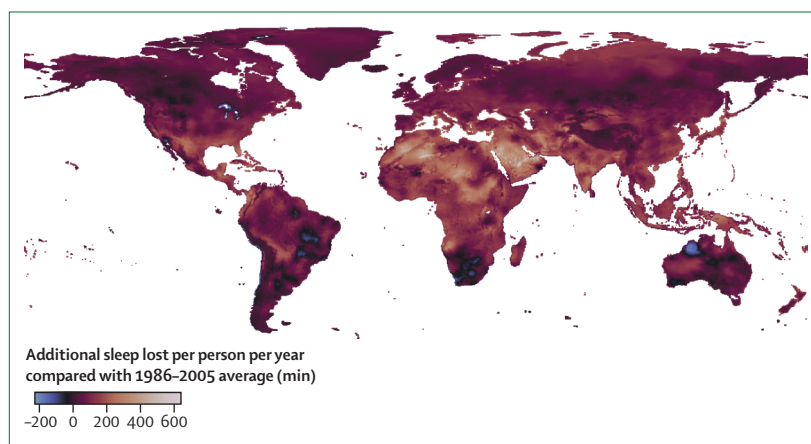 Additional sleep lost per person per year
compared with 1986–2005 average (min)
–200 0 200 400 600